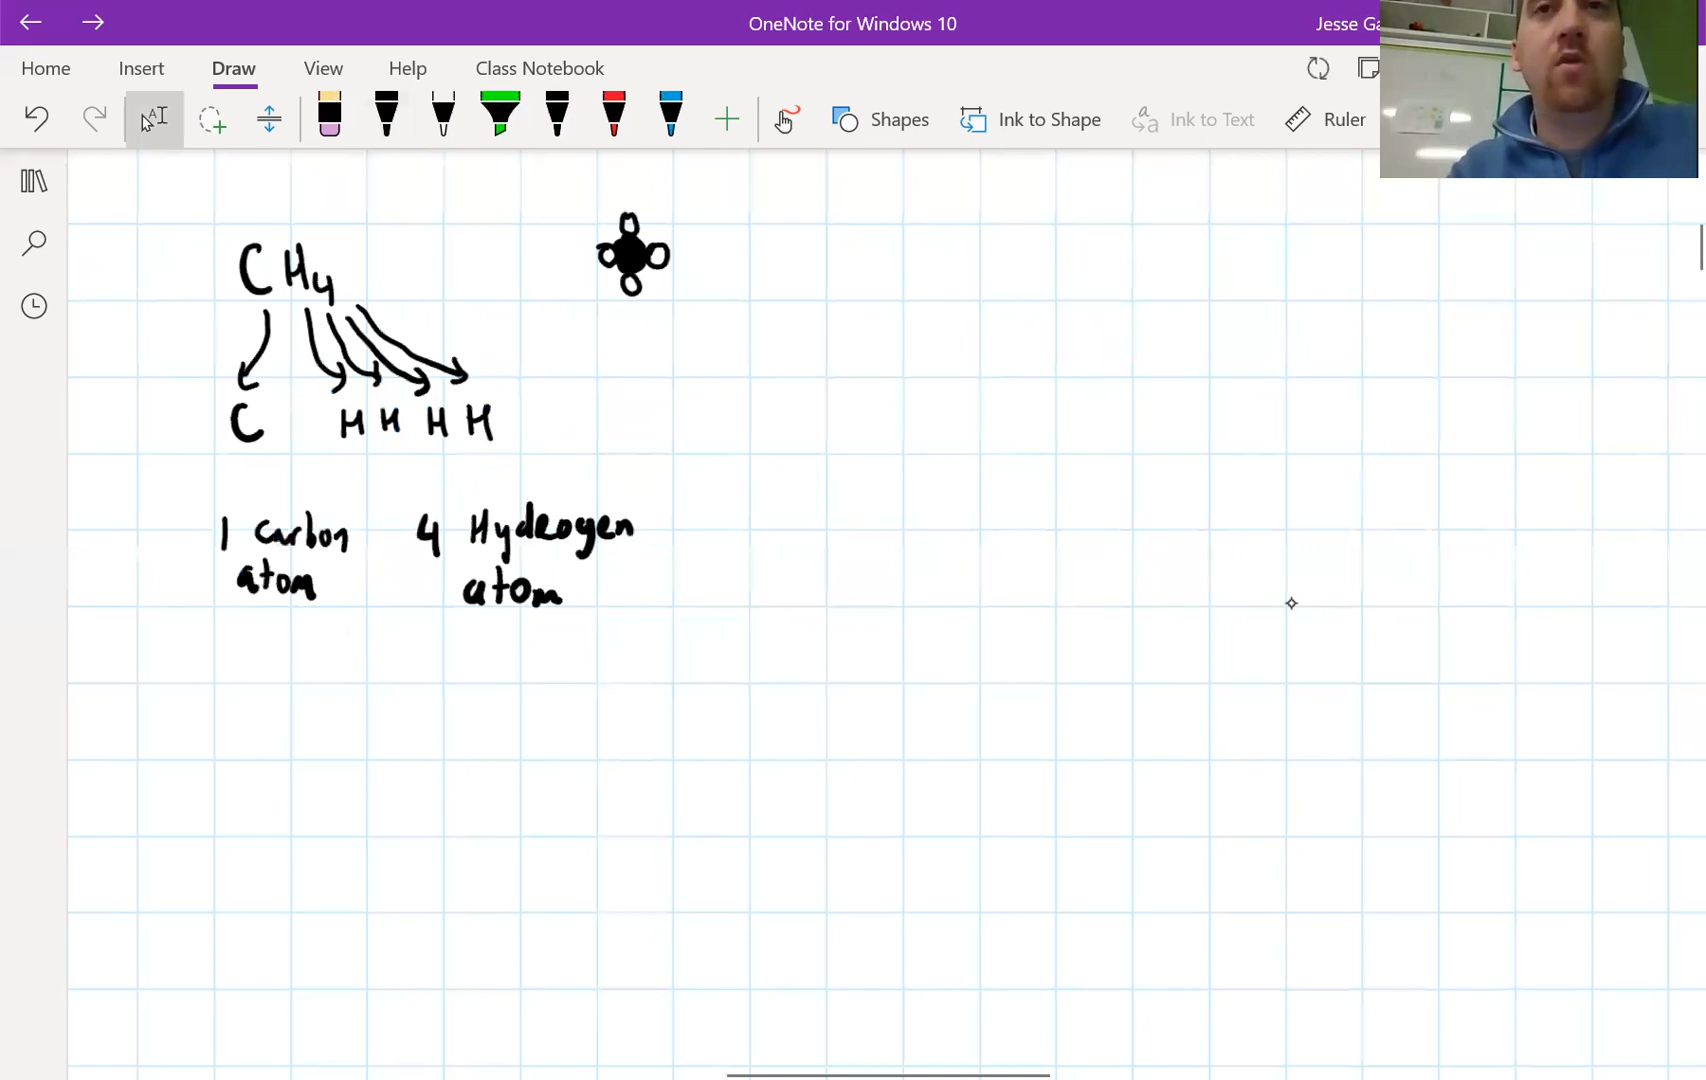 OneNote for Windows 10
Jesse Ga
Home Insert Draw View Help Class Notebook
Shapes Ink to Shape Ink to Text Ruler
CH4
C H H H H
1 Carbon 4 Hydrogen
atom atom